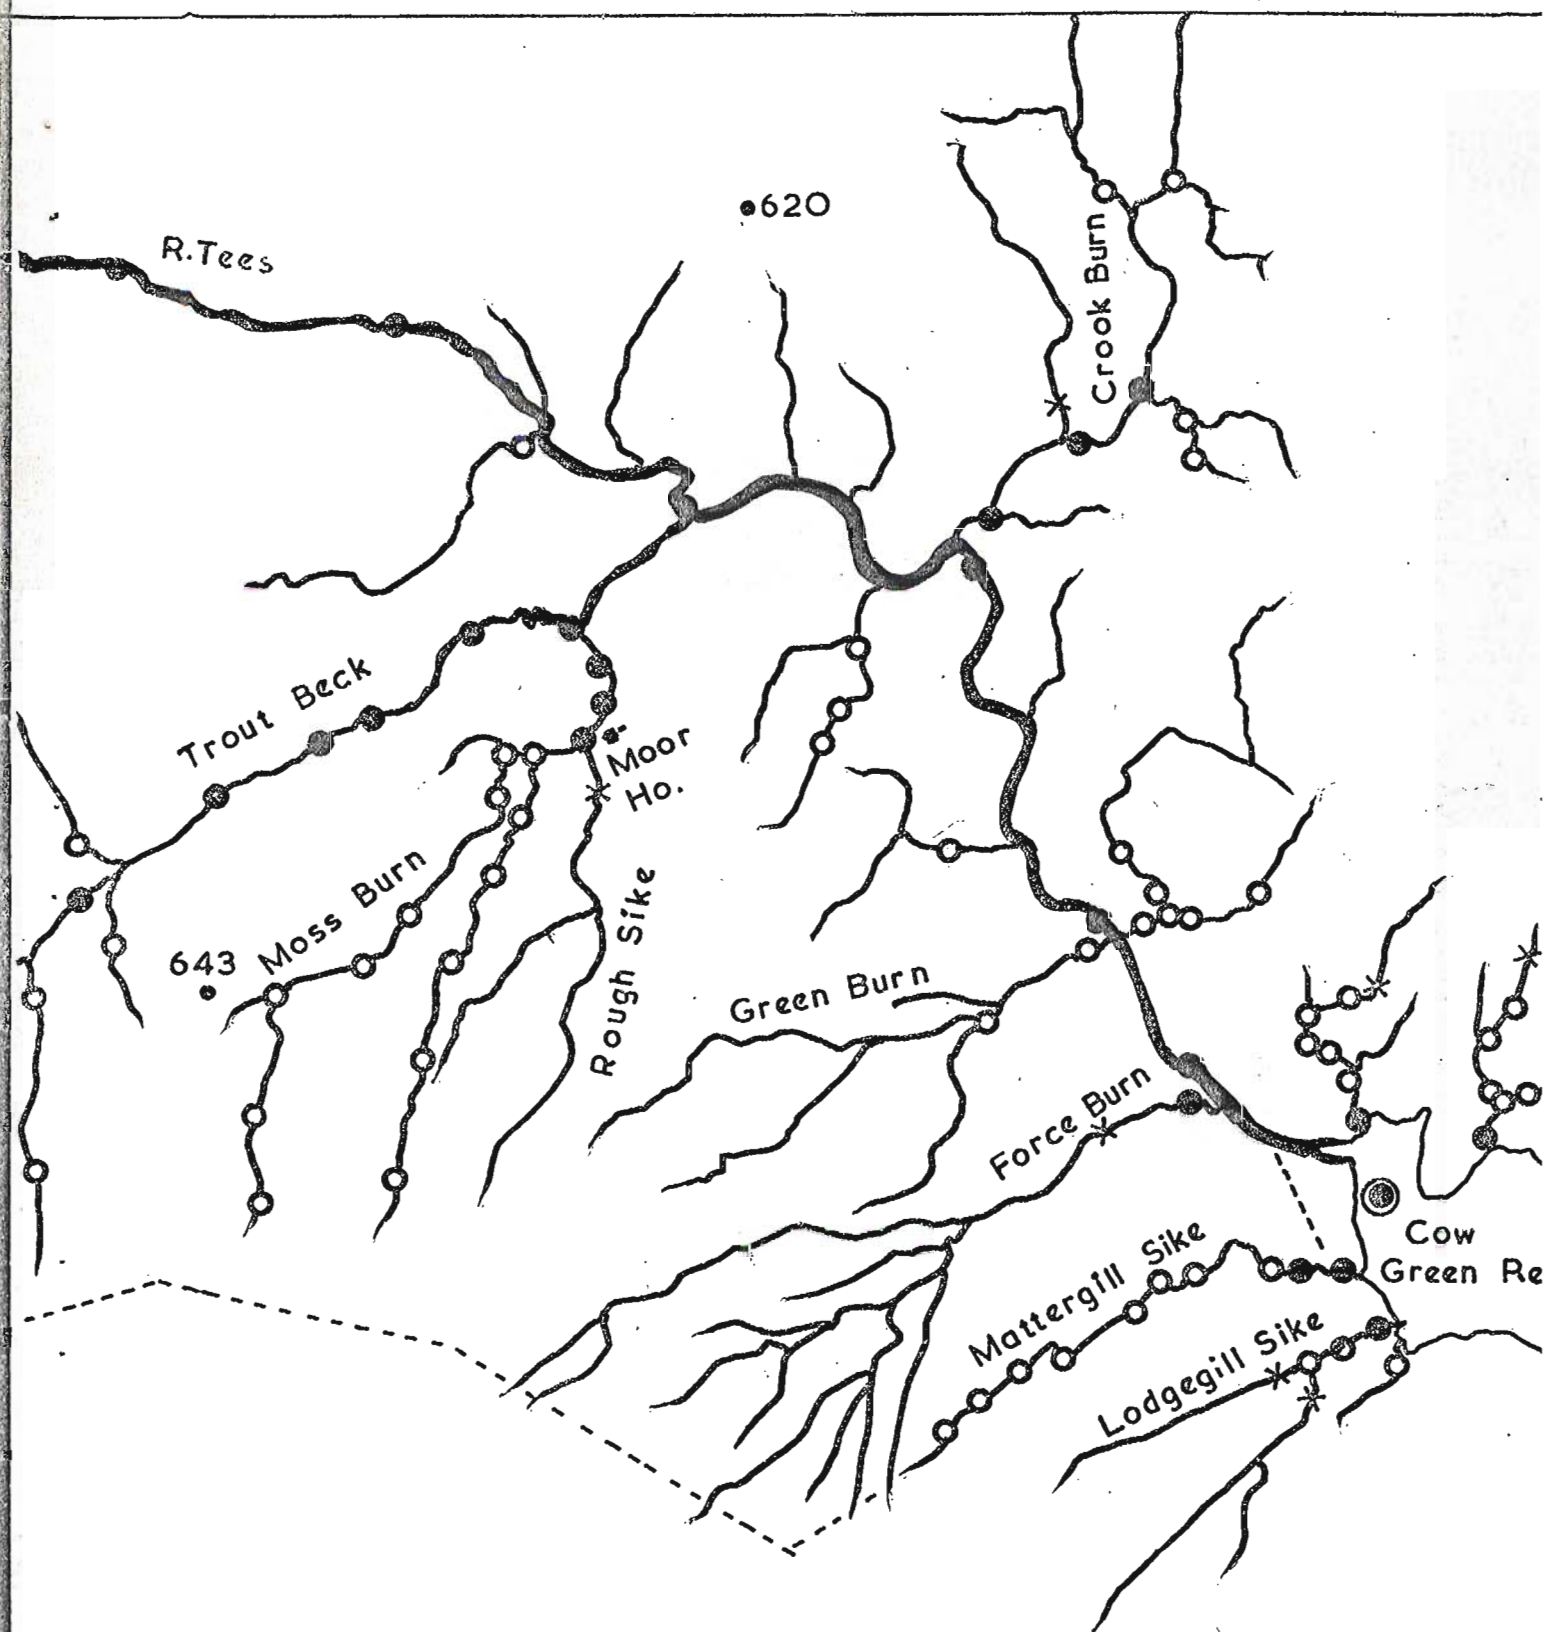 620
R.Tees
Crook Burn
Trout Beck
Moor
Ho.
Moss Burn
643
Rough Sike
Green Burn
Force Burn
Cow
Green Re
Mattergill Sike
Lodgegill Sike